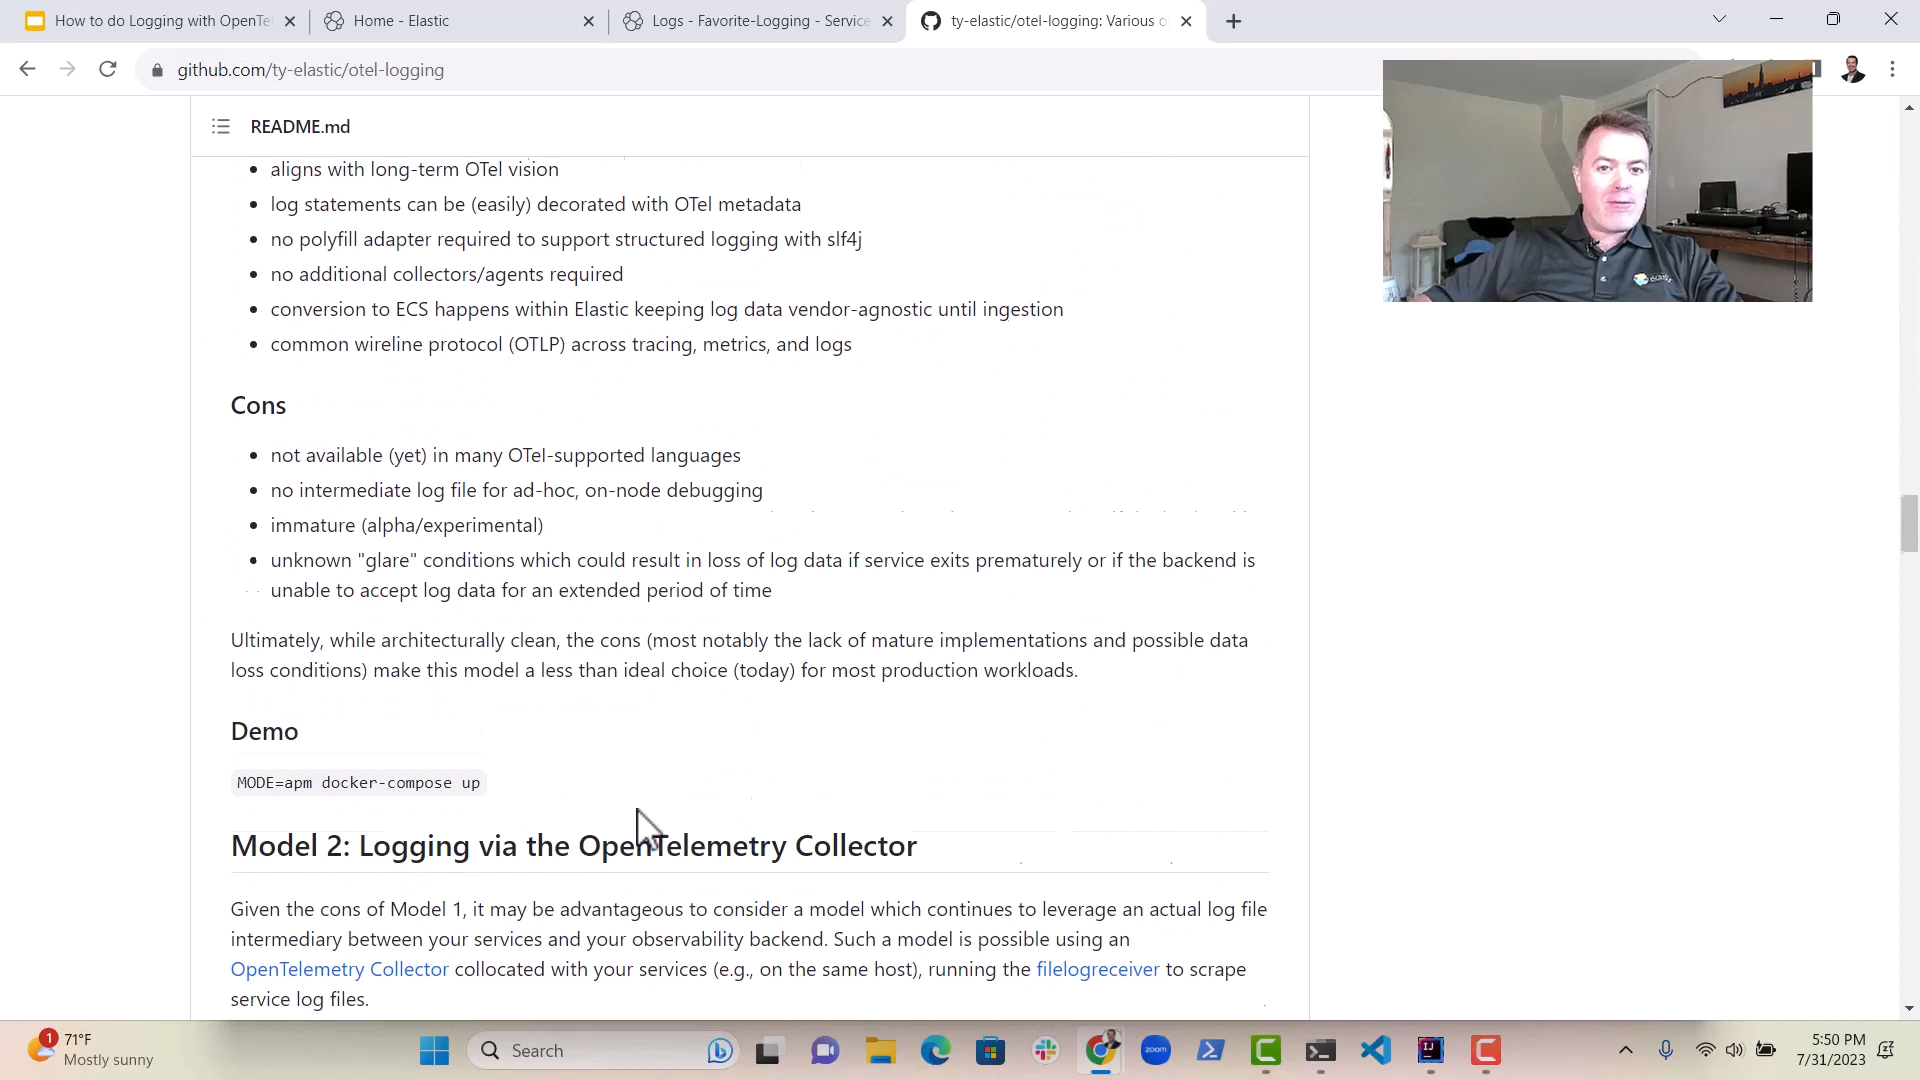 How to do Logging with OpenTel
Home - Elastic
Logs - Favorite-Logging - Service
ty-elastic/otel-logging: Various o
github.com/ty-elastic/otel-logging
README.md
• aligns with long-term OTel vision
• log statements can be (easily) decorated with OTel metadata
• no polyfill adapter required to support structured logging with slf4j
• no additional collectors/agents required
• conversion to ECS happens within Elastic keeping log data vendor-agnostic until ingestion
• common wireline protocol (OTLP) across tracing, metrics, and logs
Cons
• not available (yet) in many OTel-supported languages
• no intermediate log file for ad-hoc, on-node debugging
• immature (alpha/experimental)
• unknown "glare" conditions which could result in loss of log data if service exits prematurely or if the backend is
unable to accept log data for an extended period of time
Ultimately, while architecturally clean, the cons (most notably the lack of mature implementations and possible data
loss conditions) make this model a less than ideal choice (today) for most production workloads.
Demo
MODE=apm docker-compose up
Model 2: Logging via the OpenTelemetry Collector
Given the cons of Model 1, it may be advantageous to consider a model which continues to leverage an actual log file
intermediary between your services and your observability backend. Such a model is possible using an
OpenTelemetry Collector collocated with your services (e.g., on the same host), running the filelogreceiver to scrape
service log files.
1
71°F
Mostly sunny
Search
zoom
5:50 PM
7/31/2023